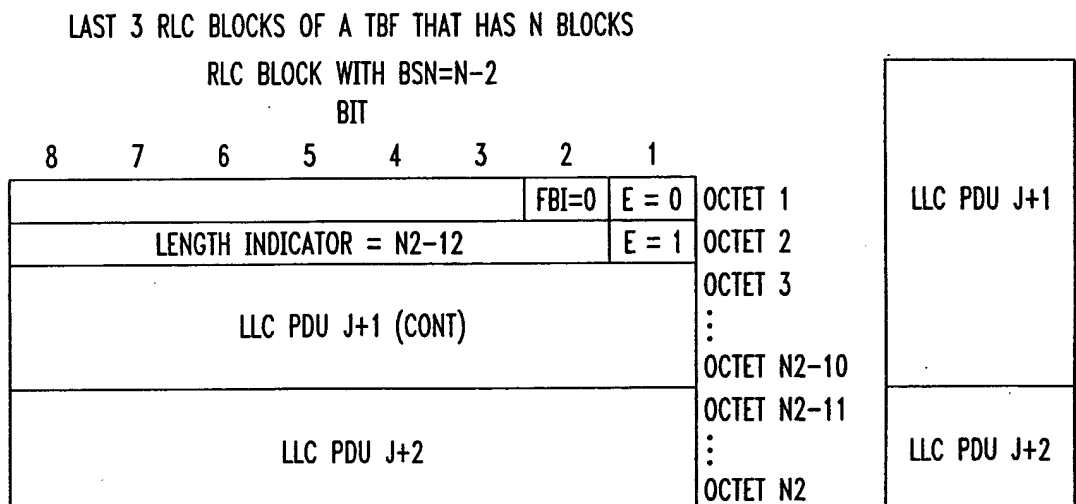 LAST 3 RLC BLOCKS OF A TBF THAT HAS N BLOCKS
RLC BLOCK WITH BSN=N-2
BIT
8 7 6 5 4 3 2 1
FBI=0 E = 0 OCTET 1
LENGTH INDICATOR = N2-12 E = 1 OCTET 2
OCTET 3
LLC PDU J+1 (CONT)
OCTET N2-10
OCTET N2-11
LLC PDU J+2
OCTET N2
LLC PDU J+1
LLC PDU J+2